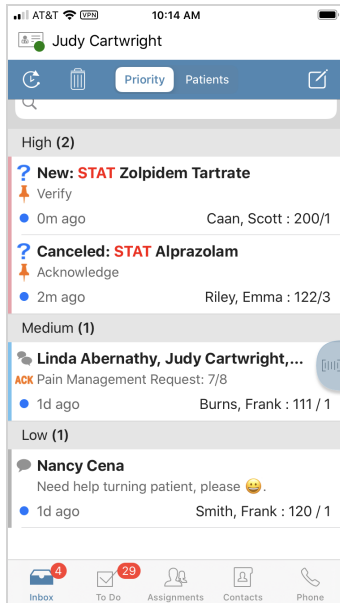 AT&T VPN 10:14 AM
Judy Cartwright
Priority Patients
High (2)
New: STAT Zolpidem Tartrate
Verify
0m ago Caan, Scott : 200/1
Canceled: STAT Alprazolam
Acknowledge
2m ago Riley, Emma : 122/3
Medium (1)
Linda Abernathy, Judy Cartwright,...
ACK Pain Management Request: 7/8
1d ago Burns, Frank : 111 / 1
Low (1)
Nancy Cena
Need help turning patient, please 😀.
1d ago Smith, Frank : 120 / 1
4 29
Inbox To Do Assignments Contacts Phone